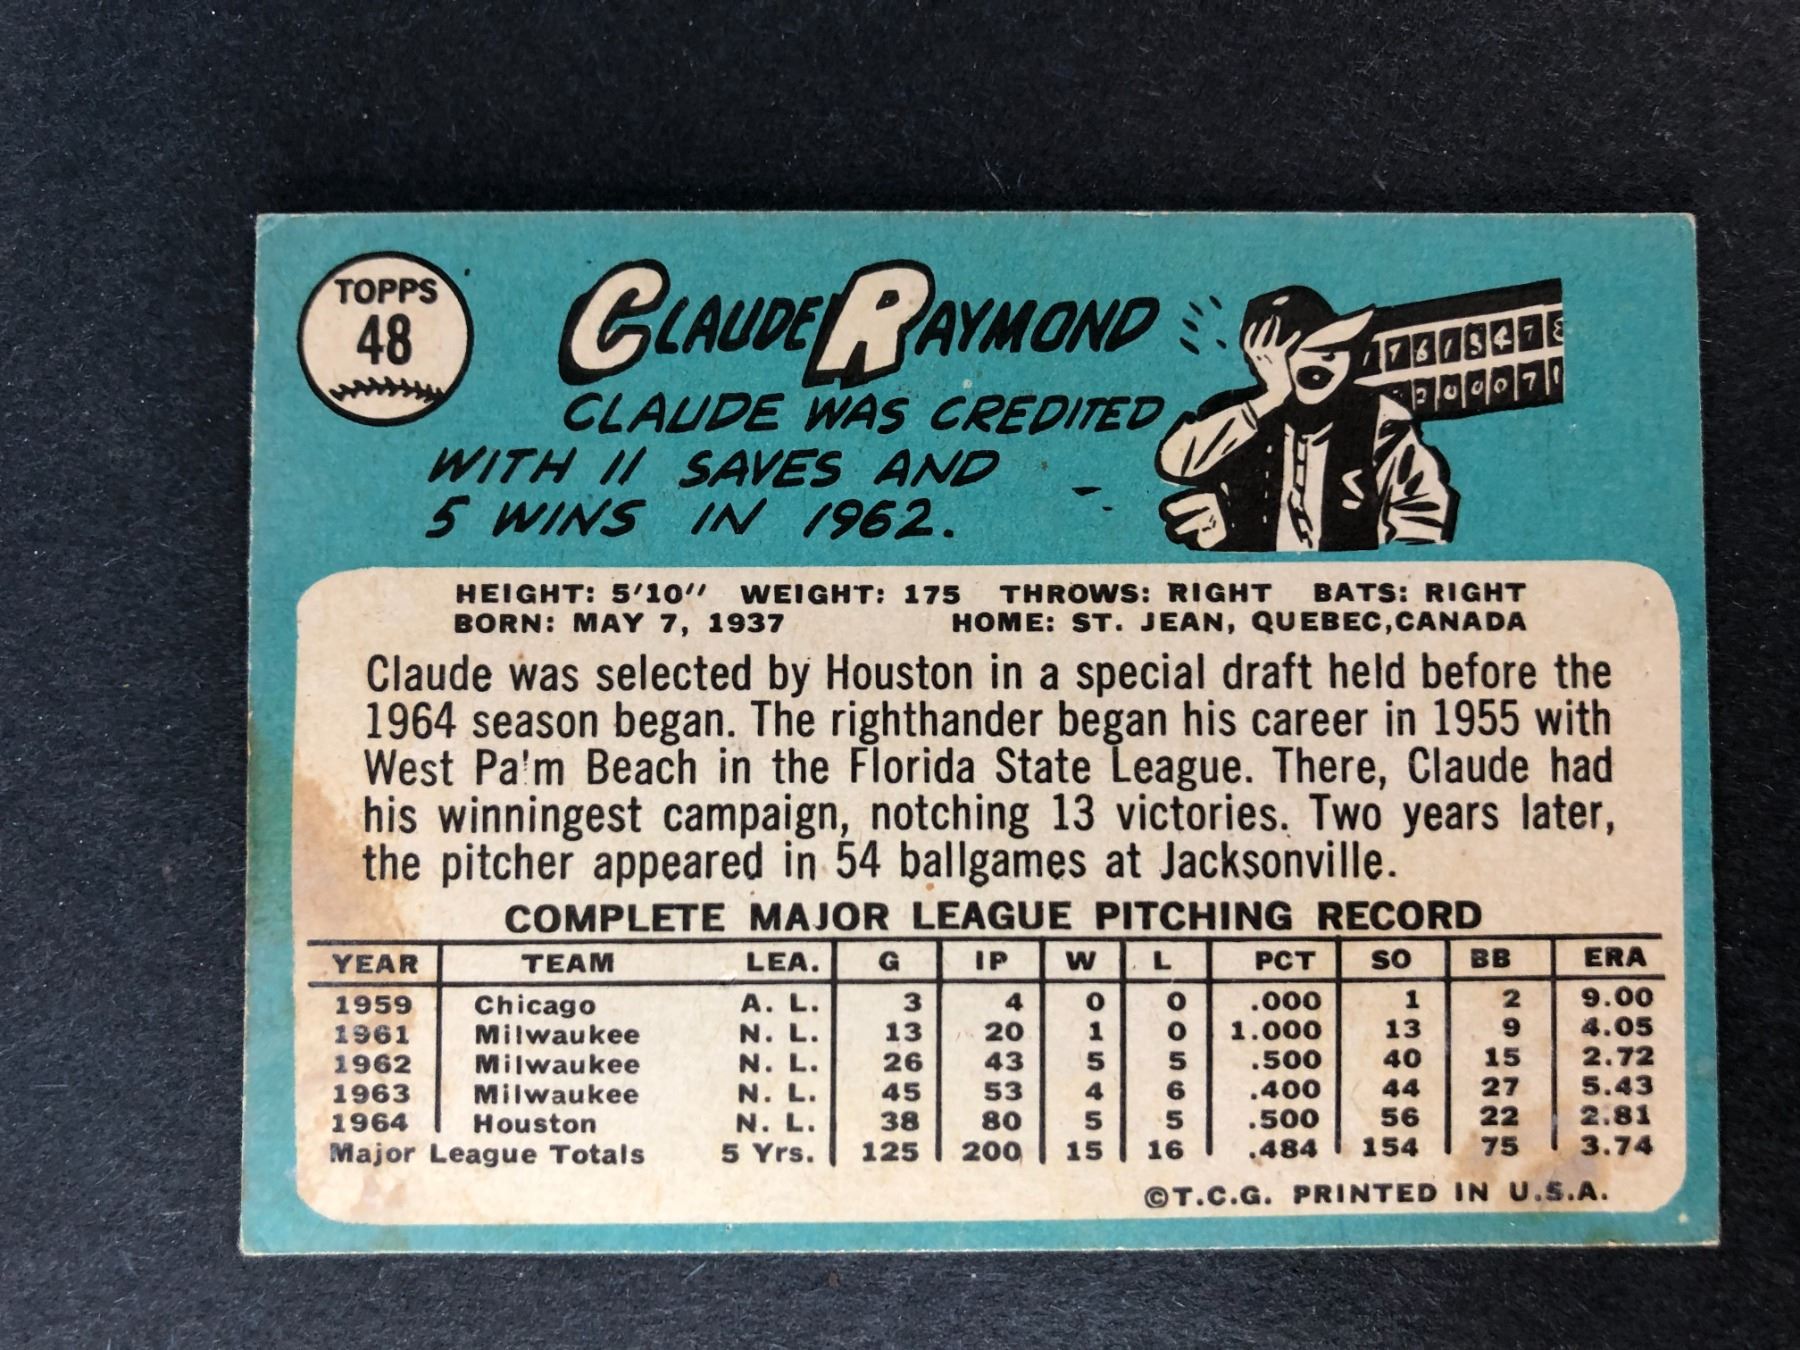 TOPPS
48
CLAUDE RAYMOND
CLAUDE WAS CREDITED
WITH 11 SAVES AND
5 WINS IN 1962.
HEIGHT: 5'10" WEIGHT: 175 THROWS: RIGHT BATS: RIGHT
BORN: MAY 7, 1937 HOME: ST. JEAN, QUEBEC,CANADA
Claude was selected by Houston in a special draft held before the
1964 season began. The righthander began his career in 1955 with
West Pa'm Beach in the Florida State League. There, Claude had
his winningest campaign, notching 13 victories. Two years later,
the pitcher appeared in 54 ballgames at Jacksonville.
COMPLETE MAJOR LEAGUE PITCHING RECORD
YEAR TEAM LEA. G IP W L PCT SO BB ERA
1959 Chicago A. L. 3 4 0 0 .000 1 2 9.00
1961 Milwaukee N. L. 13 20 1 0 1.000 13 9 4.05
1962 Milwaukee N. L. 26 43 5 5 .500 40 15 2.72
1963 Milwaukee N. L. 45 53 4 6 .400 44 27 5.43
1964 Houston N. L. 38 80 5 5 .500 56 22 2.81
Major League Totals 5 Yrs. 125 200 15 16 .484 154 75 3.74
©T.C.G. PRINTED IN U.S.A.